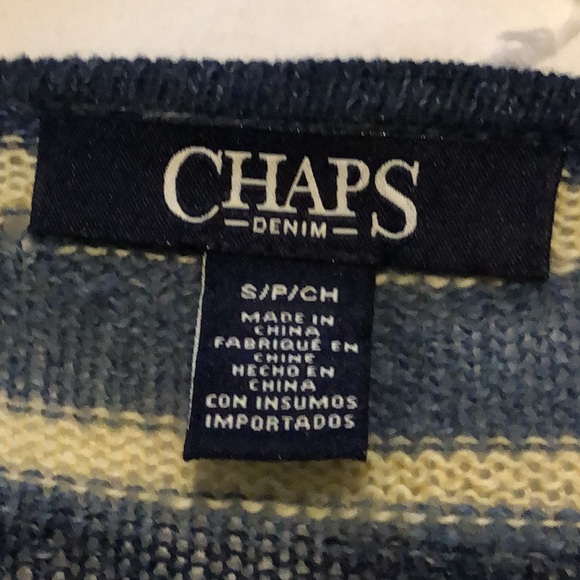 CHAPS
DENIM
S/P/CH
MADE IN
CHINA
FABRIQUÉ EN
CHINE
HECHO EN
CHINA
CON INSUMOS
IMPORTADOS